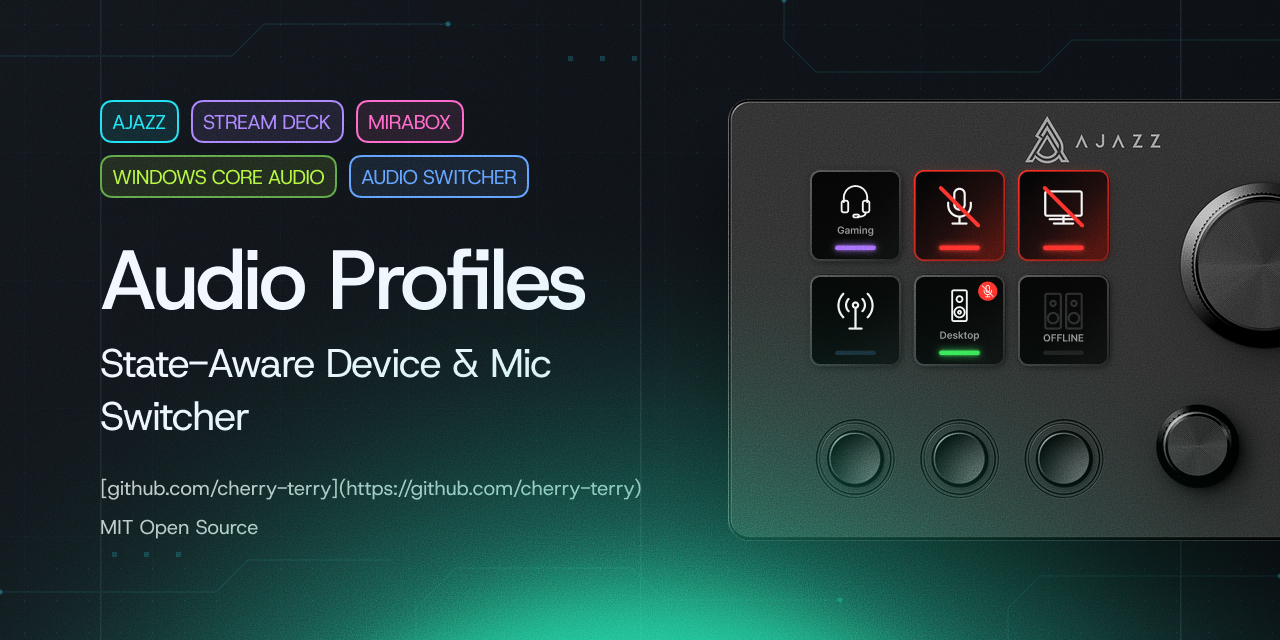 AJAZZ
STREAM DECK
MIRABOX
WINDOWS CORE AUDIO
AUDIO SWITCHER
Audio Profiles
State–Aware Device & Mic
Switcher
[github.com/cherry-terry](https://github.com/cherry-terry)
MIT Open Source
AJAZZ
Gaming
Desktop
OFFLINE